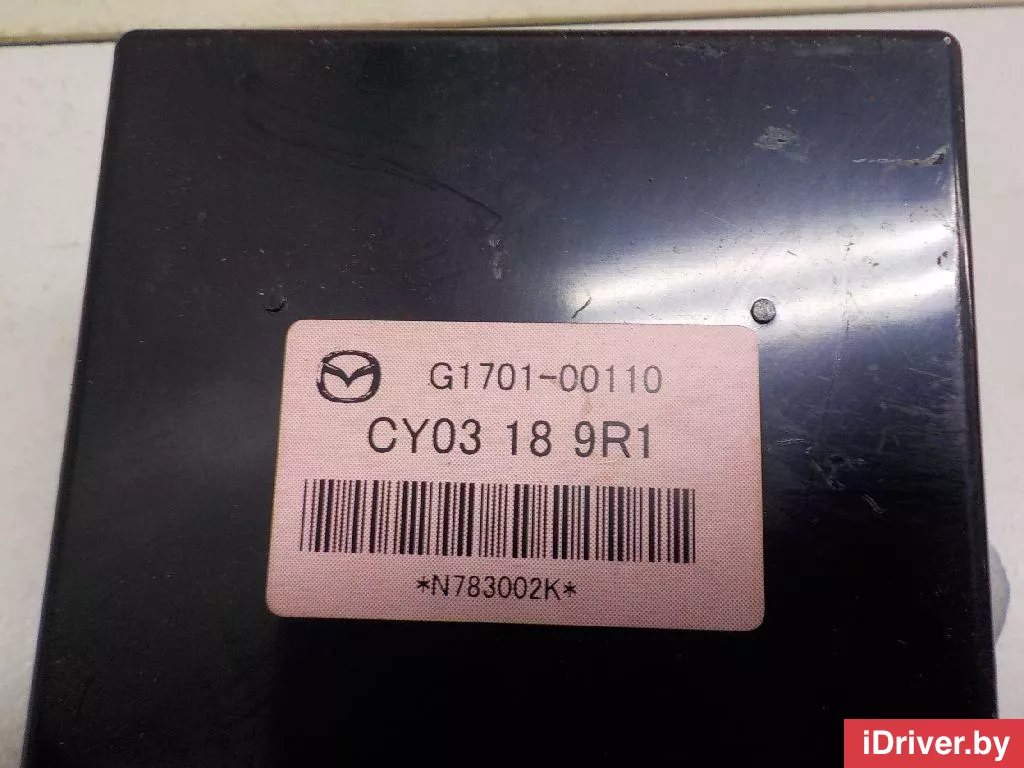 G1701-00110
CY03 18 9R1
*N783002K*
iDriver.by